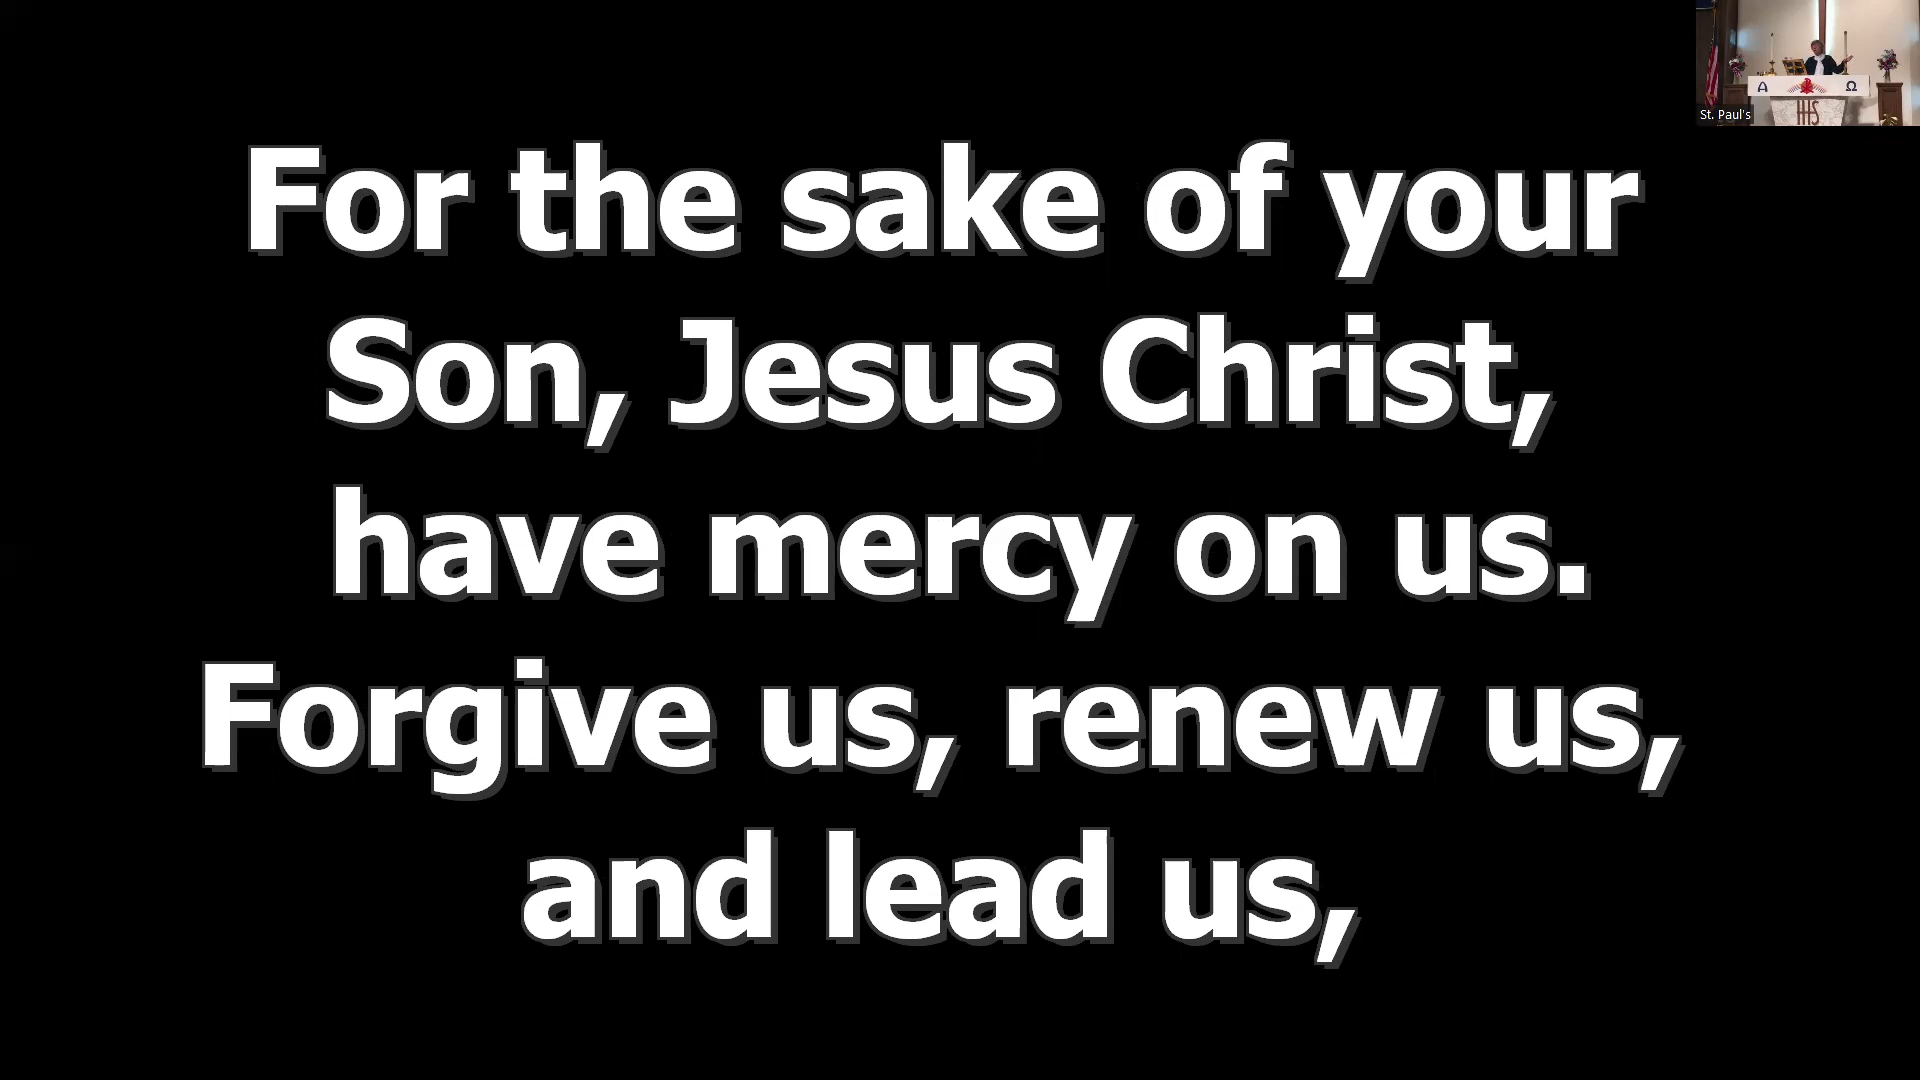 For the sake of your
Son, Jesus Christ,
have mercy on us.
Forgive us, renew us,
and lead us,
St. Paul's
Α
Ω
IHS